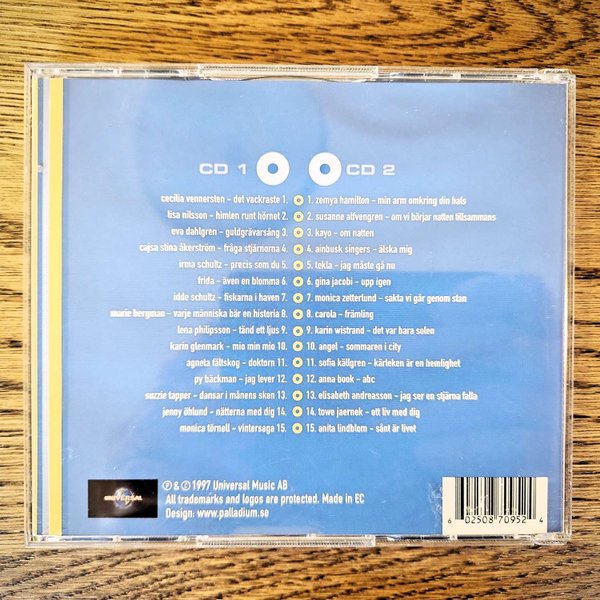 CD 1 CD 2
cecilia vennersten – det vackraste 1.
lisa nilsson – himlen runt hörnet 2.
eva dahlgren – guldgrävarsång 3.
cajsa stina åkerström – fråga stjärnorna 4.
irma schultz – precis som du 5.
frida – även en blomma 6.
idde schultz – fiskarna i haven 7.
marie bergman – varje människa bär en historia 8.
lena philipsson – tänd ett ljus 9.
karin glenmark – mio min mio 10.
agneta fältskog – doktorn 11.
py bäckman – jag lever 12.
suzzie tapper – dansar i månens sken 13.
jenny öhlund – nätterna med dig 14.
monica törnell – vintersaga 15.
1. zemya hamilton – min arm omkring din hals
2. susanne alfvengren – om vi börjar natten tillsammans
3. kayo – om natten
4. ainbusk singers – älska mig
5. tekla – jag måste gå nu
6. gina jacobi – upp igen
7. monica zetterlund – sakta vi går genom stan
8. carola – främling
9. karin wistrand – det var bara solen
10. angel – sommaren i city
11. sofia källgren – kärleken är en hemlighet
12. anna book – abc
13. elisabeth andreasson – jag ser en stjärna falla
14. towe jaernek – ett liv med dig
15. anita lindblom – sånt är livet
UNIVERSAL
℗ & © 1997 Universal Music AB
All trademarks and logos are protected. Made in EC
Design: www.palladium.se
6 02508 70952 4